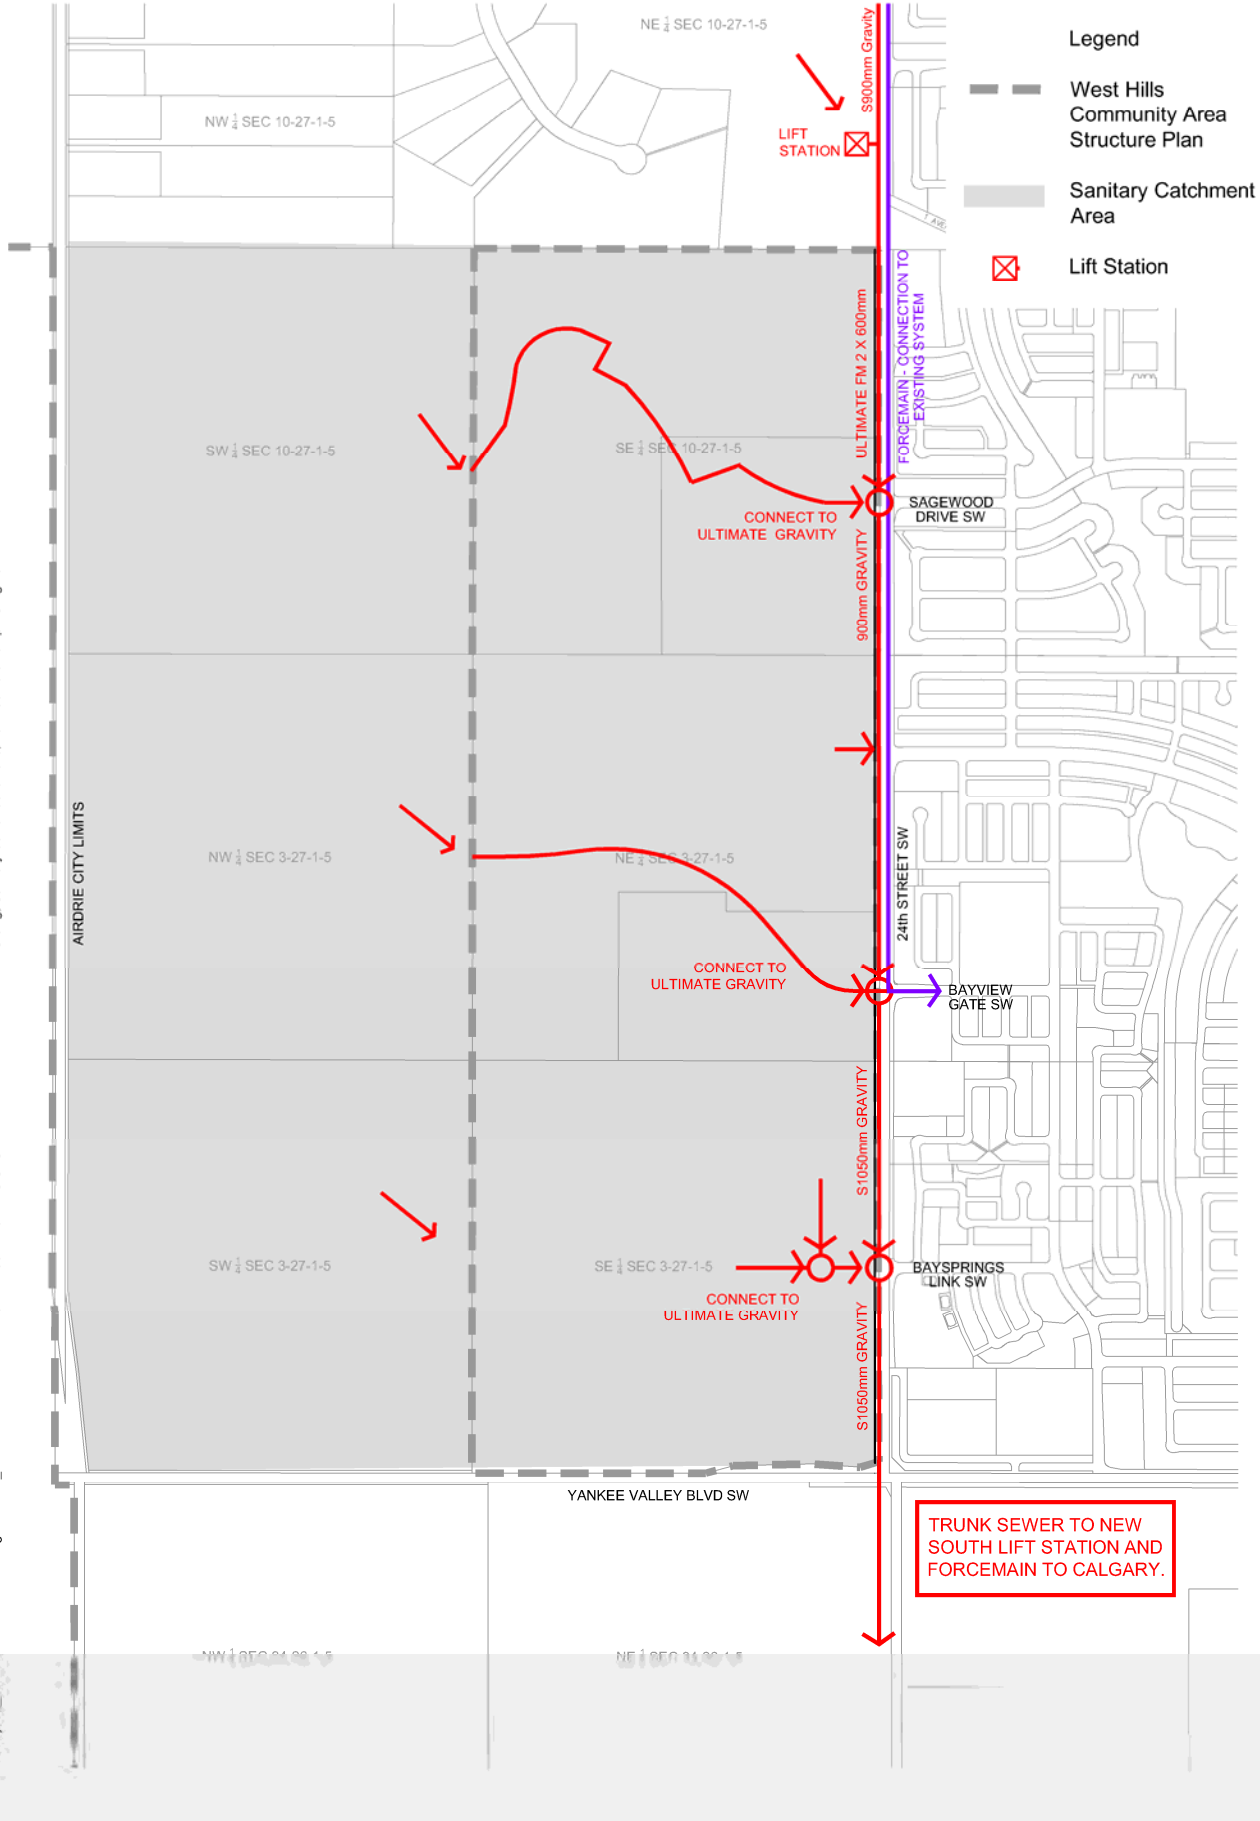 NE 1/4 SEC 10-27-1-5
S900mm Gravity
Legend
West Hills
Community Area
Structure Plan
Sanitary Catchment
Area
Lift Station
NW 1/4 SEC 10-27-1-5
LIFT
STATION
FORCEMAIN - CONNECTION TO
EXISTING SYSTEM
ULTIMATE FM 2 X 600mm
SW 1/4 SEC 10-27-1-5
SE 1/4 SEC 10-27-1-5
SAGEWOOD
DRIVE SW
CONNECT TO
ULTIMATE GRAVITY
900mm GRAVITY
AIRDRIE CITY LIMITS
NW 1/4 SEC 3-27-1-5
NE 1/4 SEC 3-27-1-5
24th STREET SW
CONNECT TO
ULTIMATE GRAVITY
BAYVIEW
GATE SW
S1050mm GRAVITY
SW 1/4 SEC 3-27-1-5
SE 1/4 SEC 3-27-1-5
BAYSPRINGS
LINK SW
CONNECT TO
ULTIMATE GRAVITY
S1050mm GRAVITY
YANKEE VALLEY BLVD SW
TRUNK SEWER TO NEW
SOUTH LIFT STATION AND
FORCEMAIN TO CALGARY.